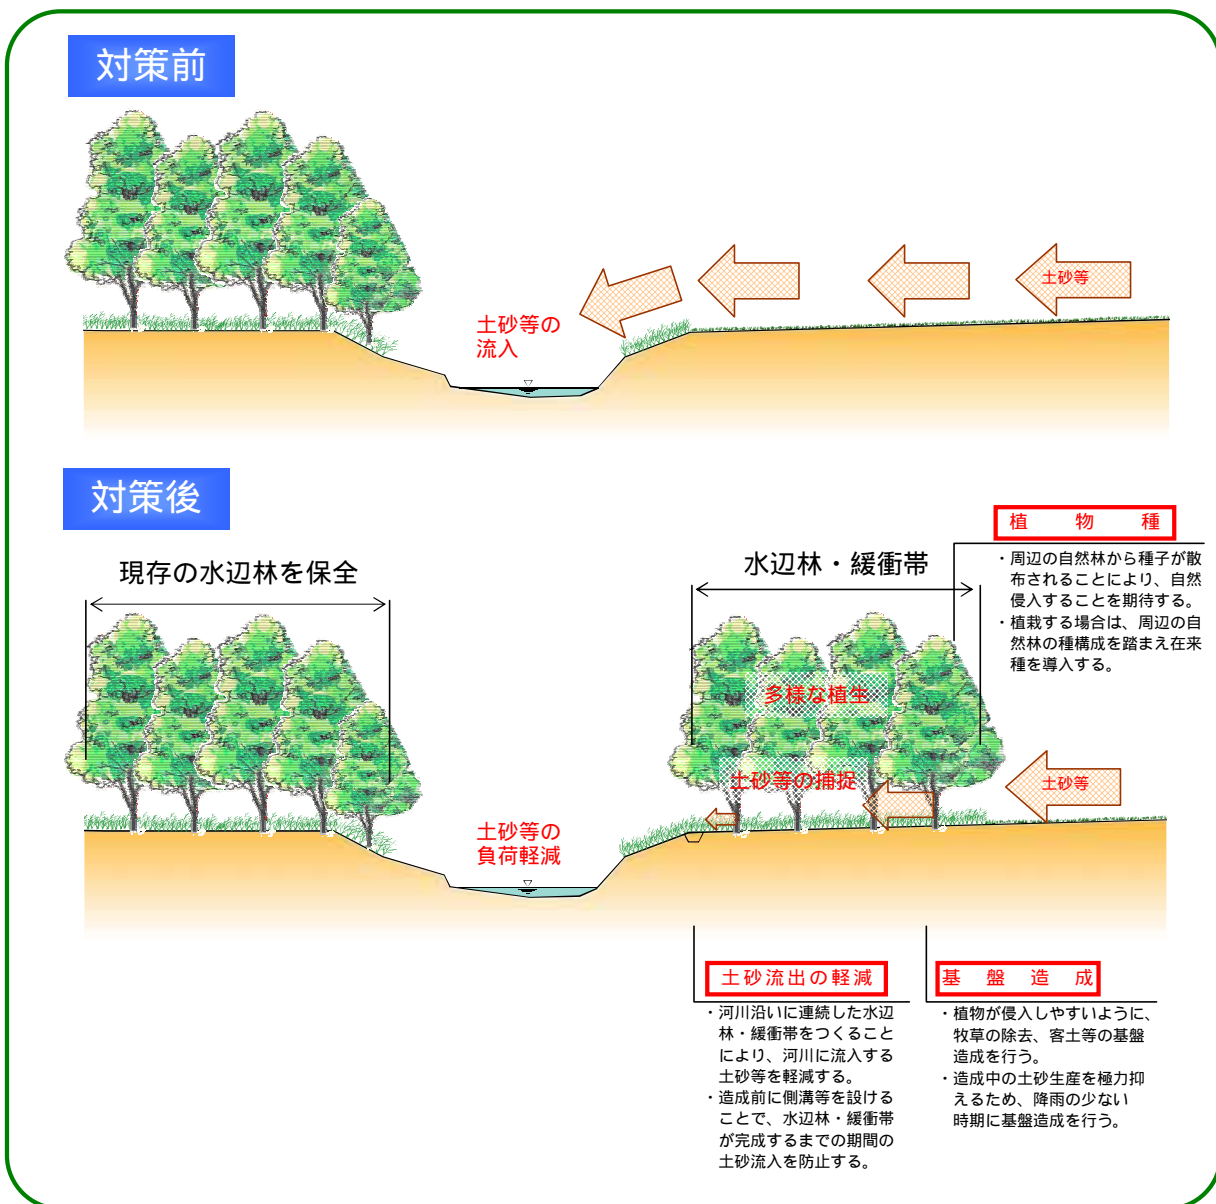 対策前
土砂等
土砂等の
流入
対策後
植物種
・周辺の自然林から種子が散
布されることにより、自然
侵入することを期待する。
・植栽する場合は、周辺の自
然林の種構成を踏まえ在来
種を導入する。
現存の水辺林を保全
水辺林・緩衝帯
多様な植生
土砂等の捕捉
土砂等
土砂等の
負荷軽減
土砂流出の軽減
・河川沿いに連続した水辺
林・緩衝帯をつくること
により、河川に流入する
土砂等を軽減する。
・造成前に側溝等を設ける
ことで、水辺林・緩衝帯
が完成するまでの期間の
土砂流入を防止する。
基盤造成
・植物が侵入しやすいように、
牧草の除去、客土等の基盤
造成を行う。
・造成中の土砂生産を極力抑
えるため、降雨の少ない
時期に基盤造成を行う。